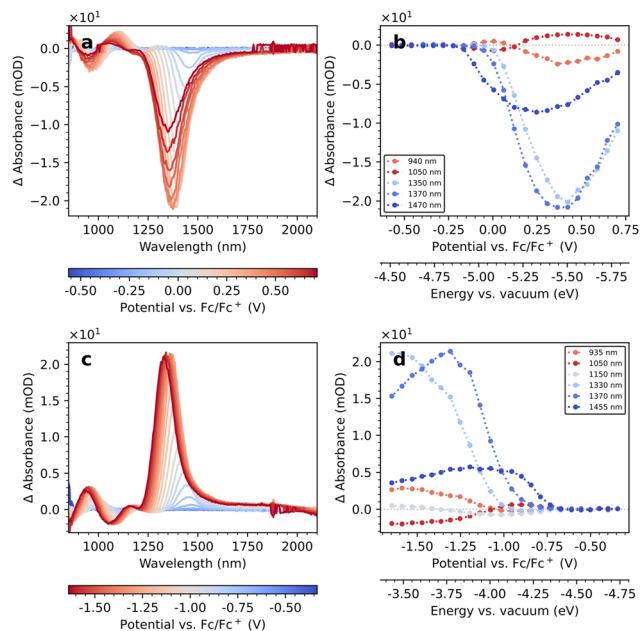 ×10¹
×10¹
a
b
0.0
−0.5
−1.0
−1.5
−2.0
Δ Absorbance (mOD)
1000 1250 1500 1750 2000
Wavelength (nm)
0.0
−0.5
−1.0
−1.5
−2.0
Δ Absorbance (mOD)
940 nm
1050 nm
1350 nm
1370 nm
1470 nm
−0.50 −0.25 0.00 0.25 0.50 0.75
Potential vs. Fc/Fc⁺ (V)
−0.50 −0.25 0.00 0.25 0.50
Potential vs. Fc/Fc⁺ (V)
−4.50 −4.75 −5.00 −5.25 −5.50 −5.75
Energy vs. vacuum (eV)
×10¹
×10¹
c
d
2.0
1.5
1.0
0.5
0.0
Δ Absorbance (mOD)
1000 1250 1500 1750 2000
Wavelength (nm)
2.0
1.5
1.0
0.5
0.0
Δ Absorbance (mOD)
935 nm
1050 nm
1150 nm
1330 nm
1370 nm
1455 nm
−1.50 −1.25 −1.00 −0.75 −0.50
Potential vs. Fc/Fc⁺ (V)
−1.50 −1.25 −1.00 −0.75 −0.50
Potential vs. Fc/Fc⁺ (V)
−3.50 −3.75 −4.00 −4.25 −4.50 −4.75
Energy vs. vacuum (eV)